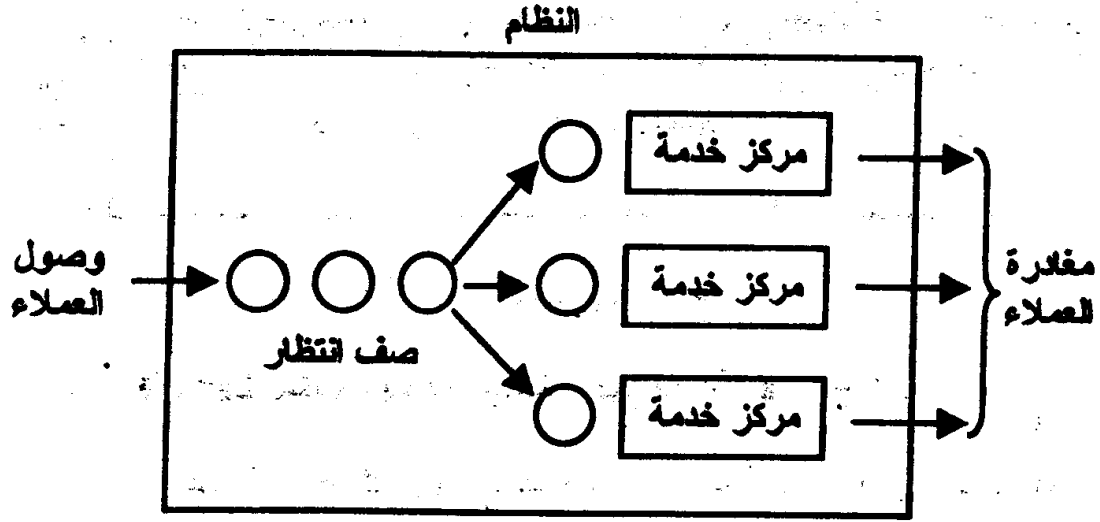 النظام
مركز خدمة
وصول
العملاء
مركز خدمة
مغادرة
العملاء
صف انتظار
مركز خدمة